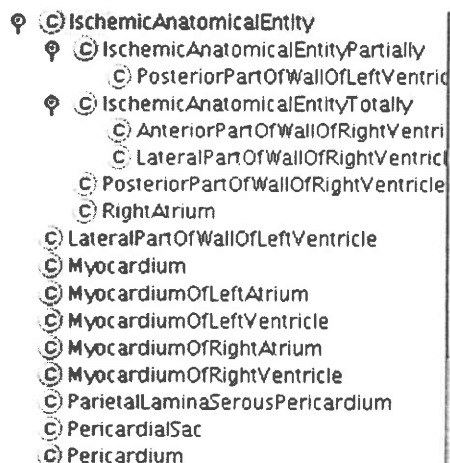 IschemicAnatomicalEntity
IschemicAnatomicalEntityPartially
PosteriorPartOfWallOfLeftVentric
IschemicAnatomicalEntityTotally
AnteriorPartOfWallOfRightVentri
LateralPartOfWallOfRightVentricl
PosteriorPartOfWallOfRightVentricle
RightAtrium
LateralPartOfWallOfLeftVentricle
Myocardium
MyocardiumOfLeftAtrium
MyocardiumOfLeftVentricle
MyocardiumOfRightAtrium
MyocardiumOfRightVentricle
ParietalLaminaSerousPericardium
PericardialSac
Pericardium